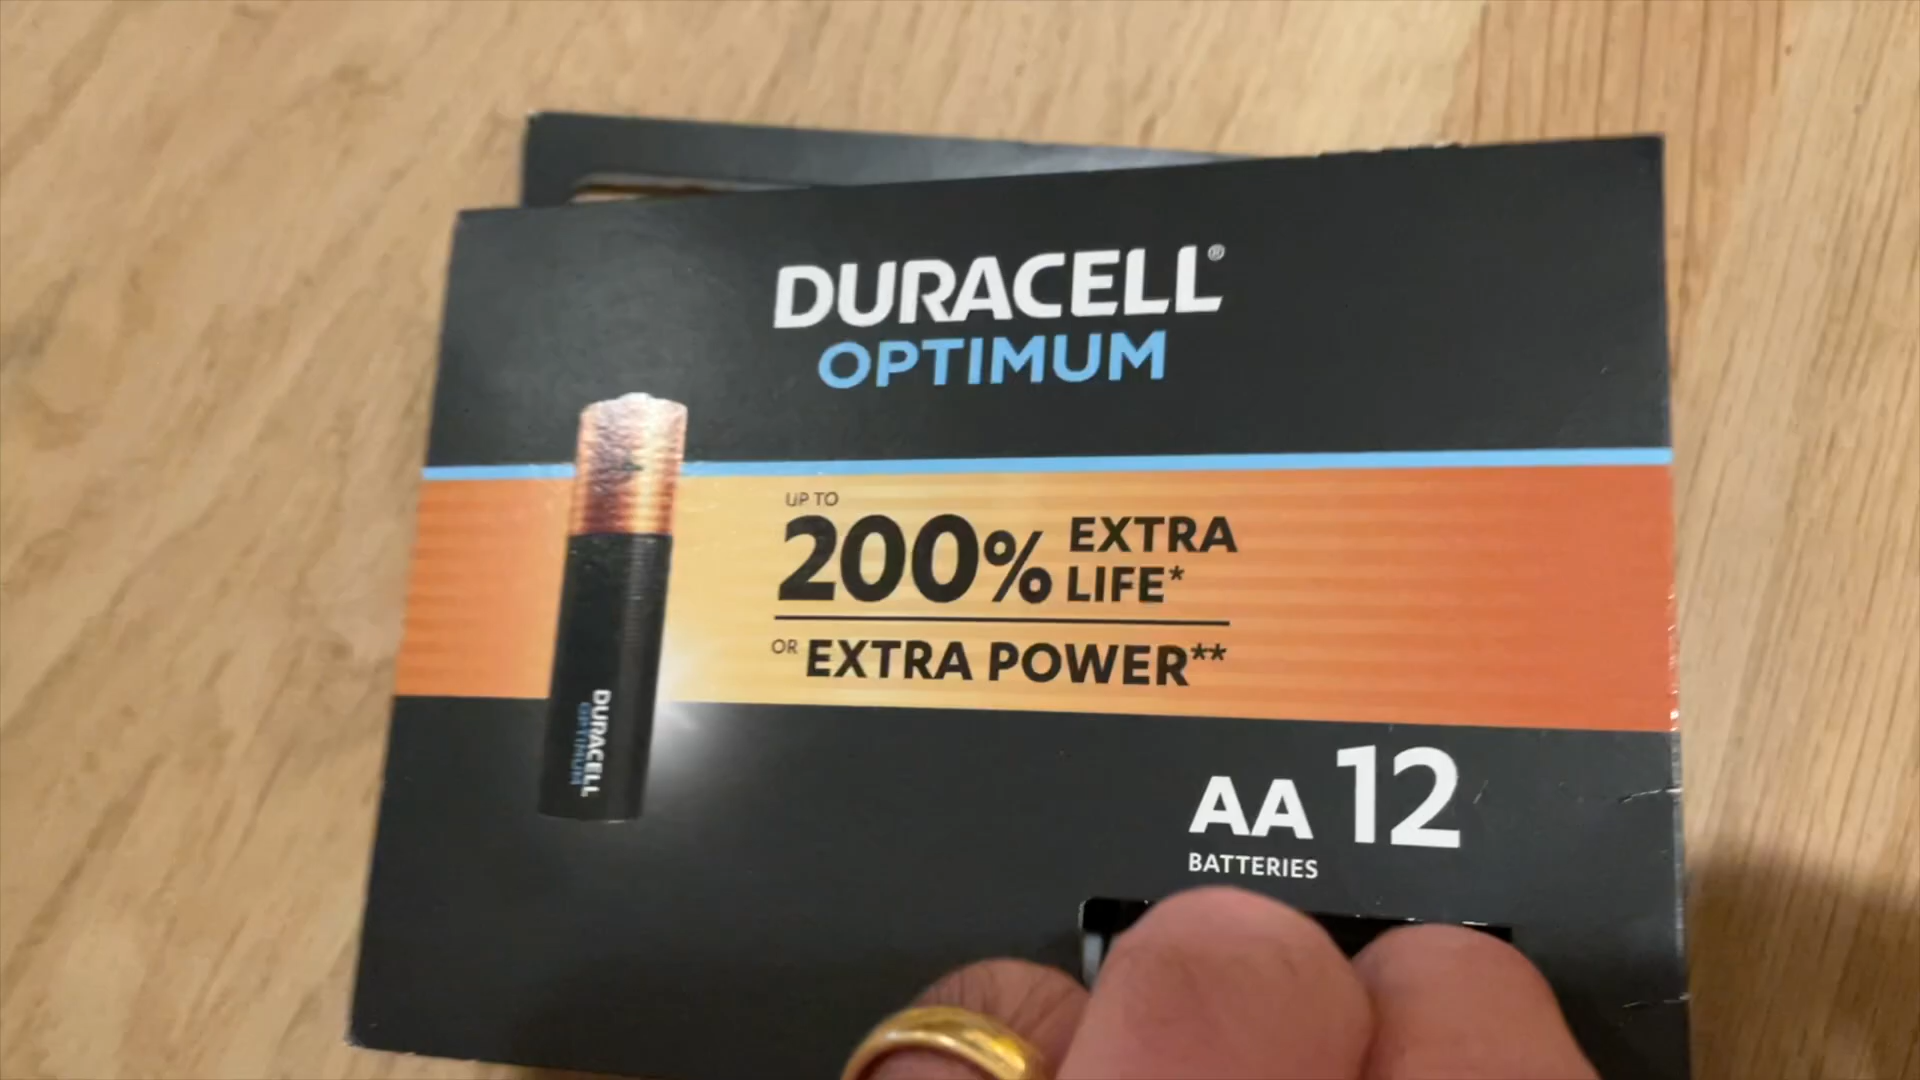 DURACELL®
OPTIMUM
UP TO
200% EXTRA LIFE*
OR EXTRA POWER**
DURACELL
OPTIMUM
AA 12
BATTERIES